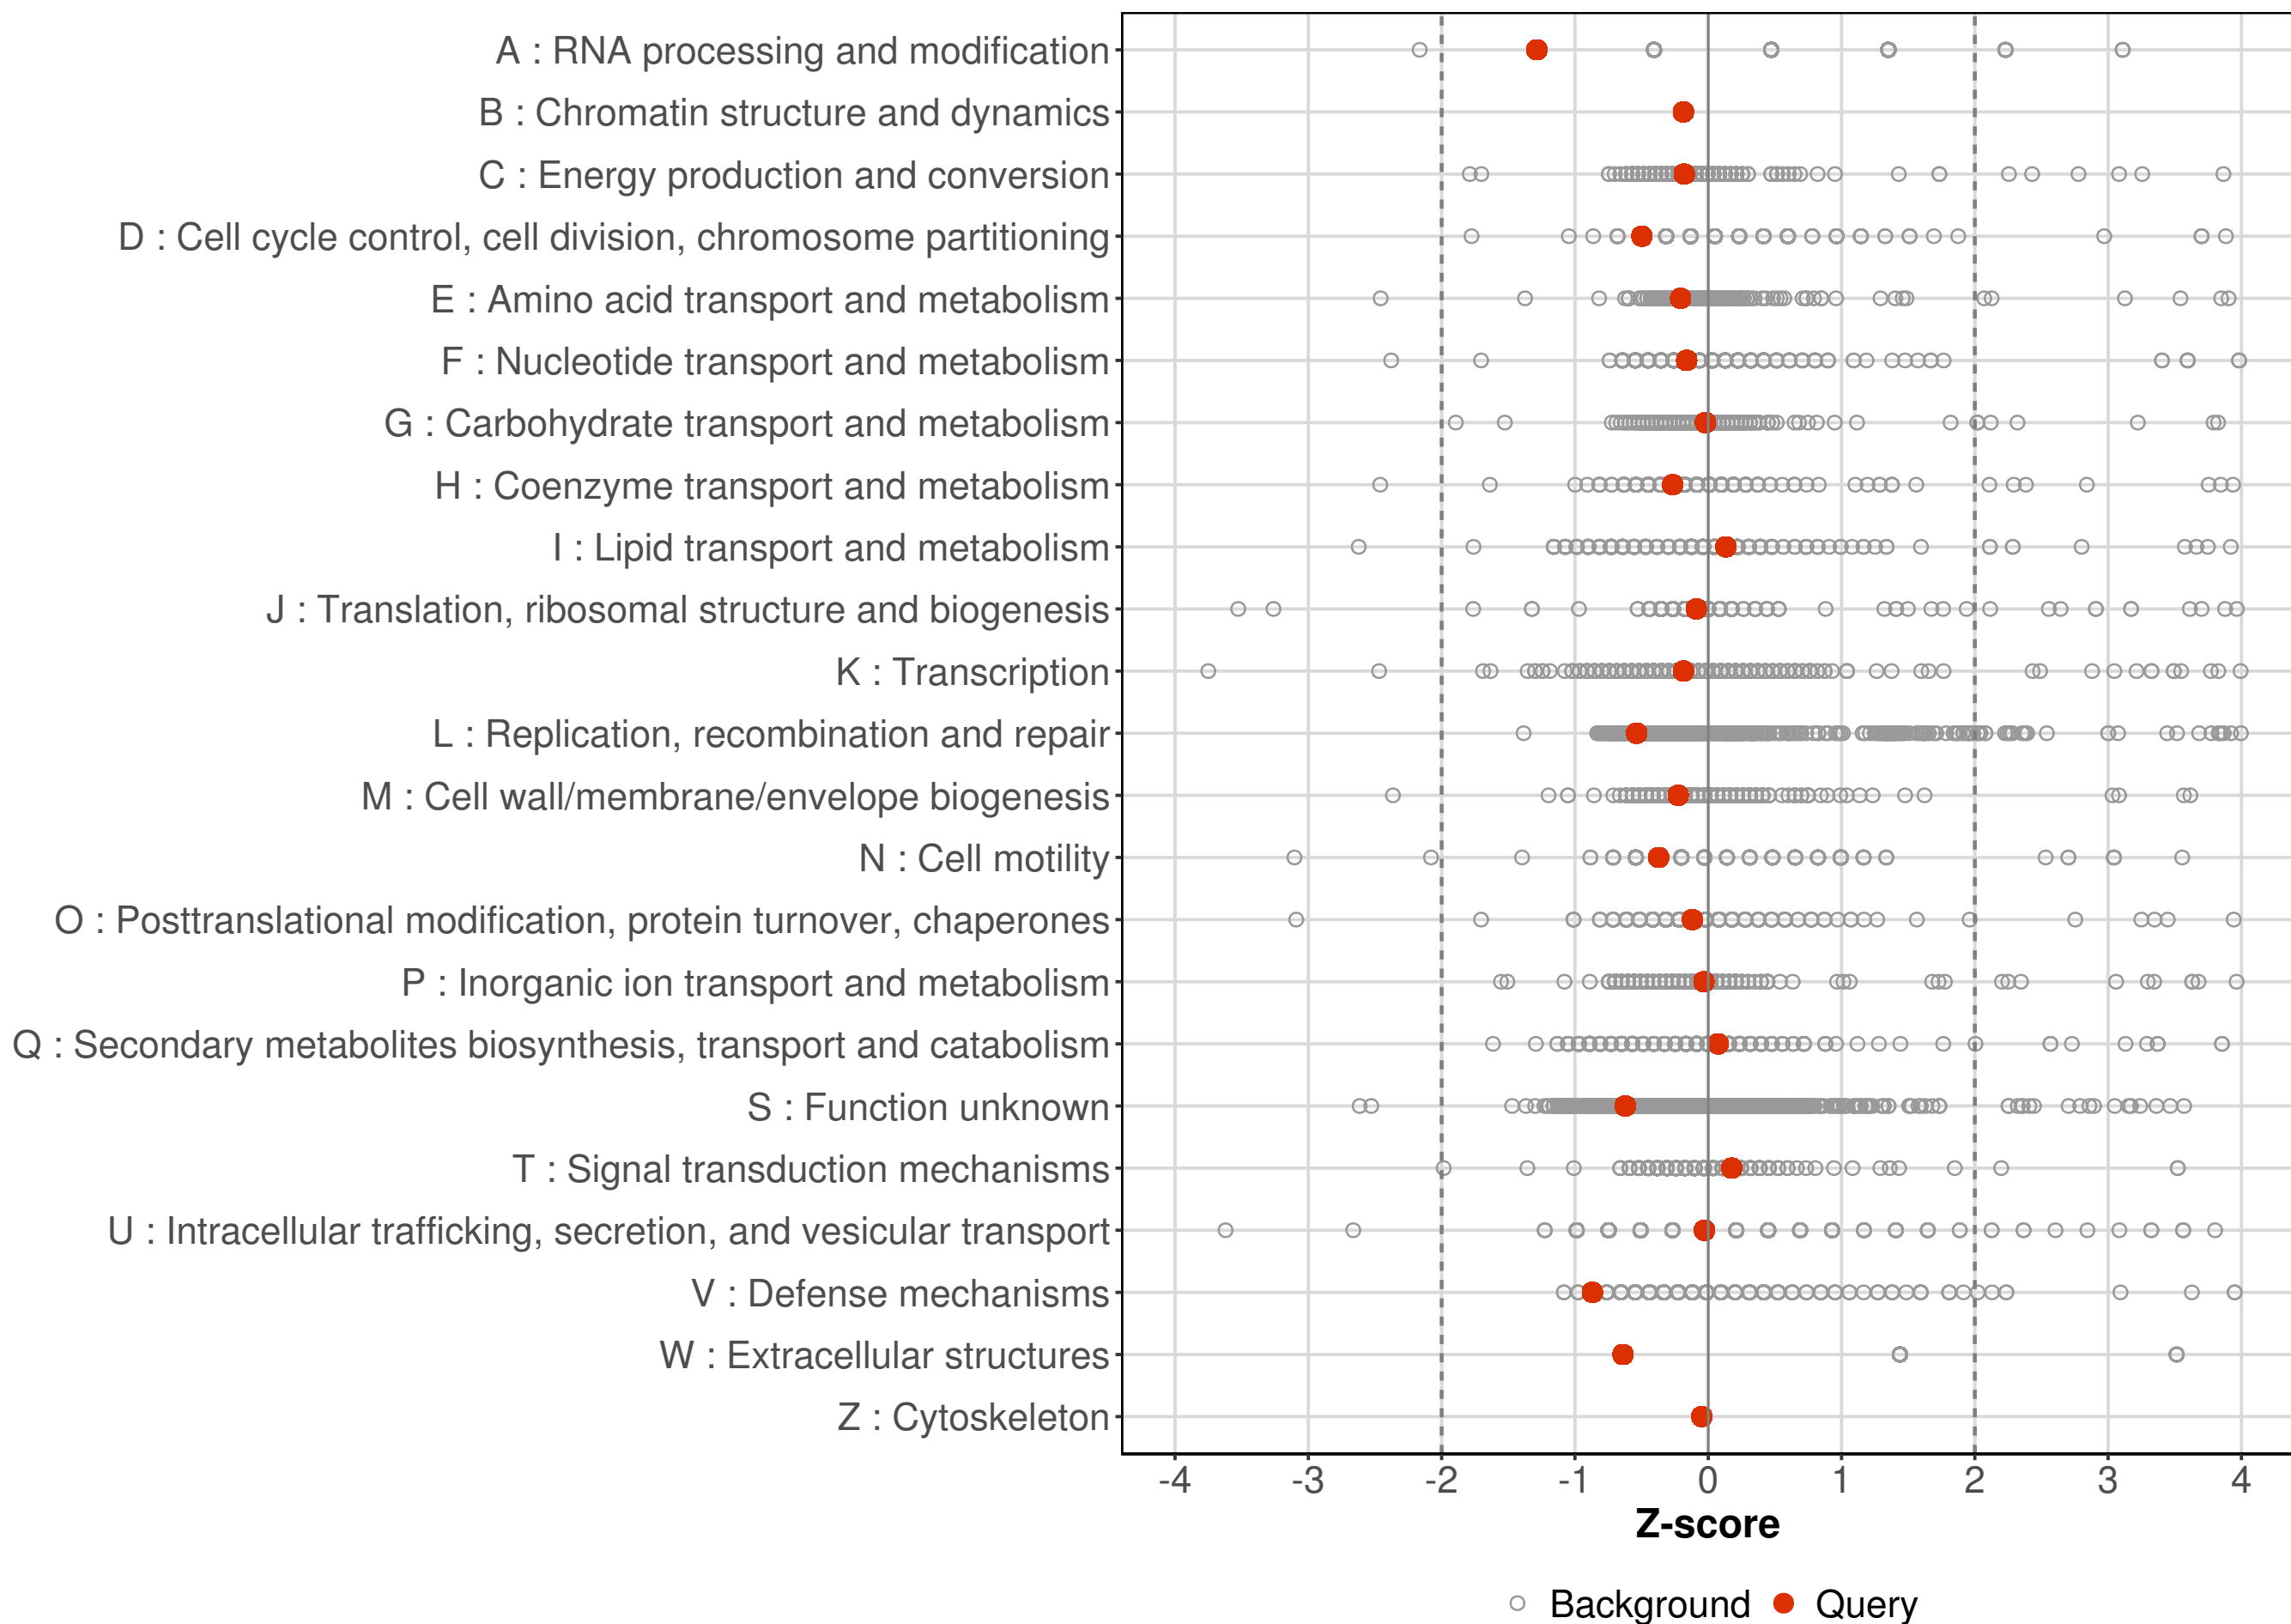 A : RNA processing and modification
B : Chromatin structure and dynamics
C : Energy production and conversion
D : Cell cycle control, cell division, chromosome partitioning
E : Amino acid transport and metabolism
F : Nucleotide transport and metabolism
G : Carbohydrate transport and metabolism
H : Coenzyme transport and metabolism
I : Lipid transport and metabolism
J : Translation, ribosomal structure and biogenesis
K : Transcription
L : Replication, recombination and repair
M : Cell wall/membrane/envelope biogenesis
N : Cell motility
O : Posttranslational modification, protein turnover, chaperones
P : Inorganic ion transport and metabolism
Q : Secondary metabolites biosynthesis, transport and catabolism
S : Function unknown
T : Signal transduction mechanisms
U : Intracellular trafficking, secretion, and vesicular transport
V : Defense mechanisms
W : Extracellular structures
Z : Cytoskeleton
-4 -3 -2 -1 0 1 2 3 4
Z-score
Background Query